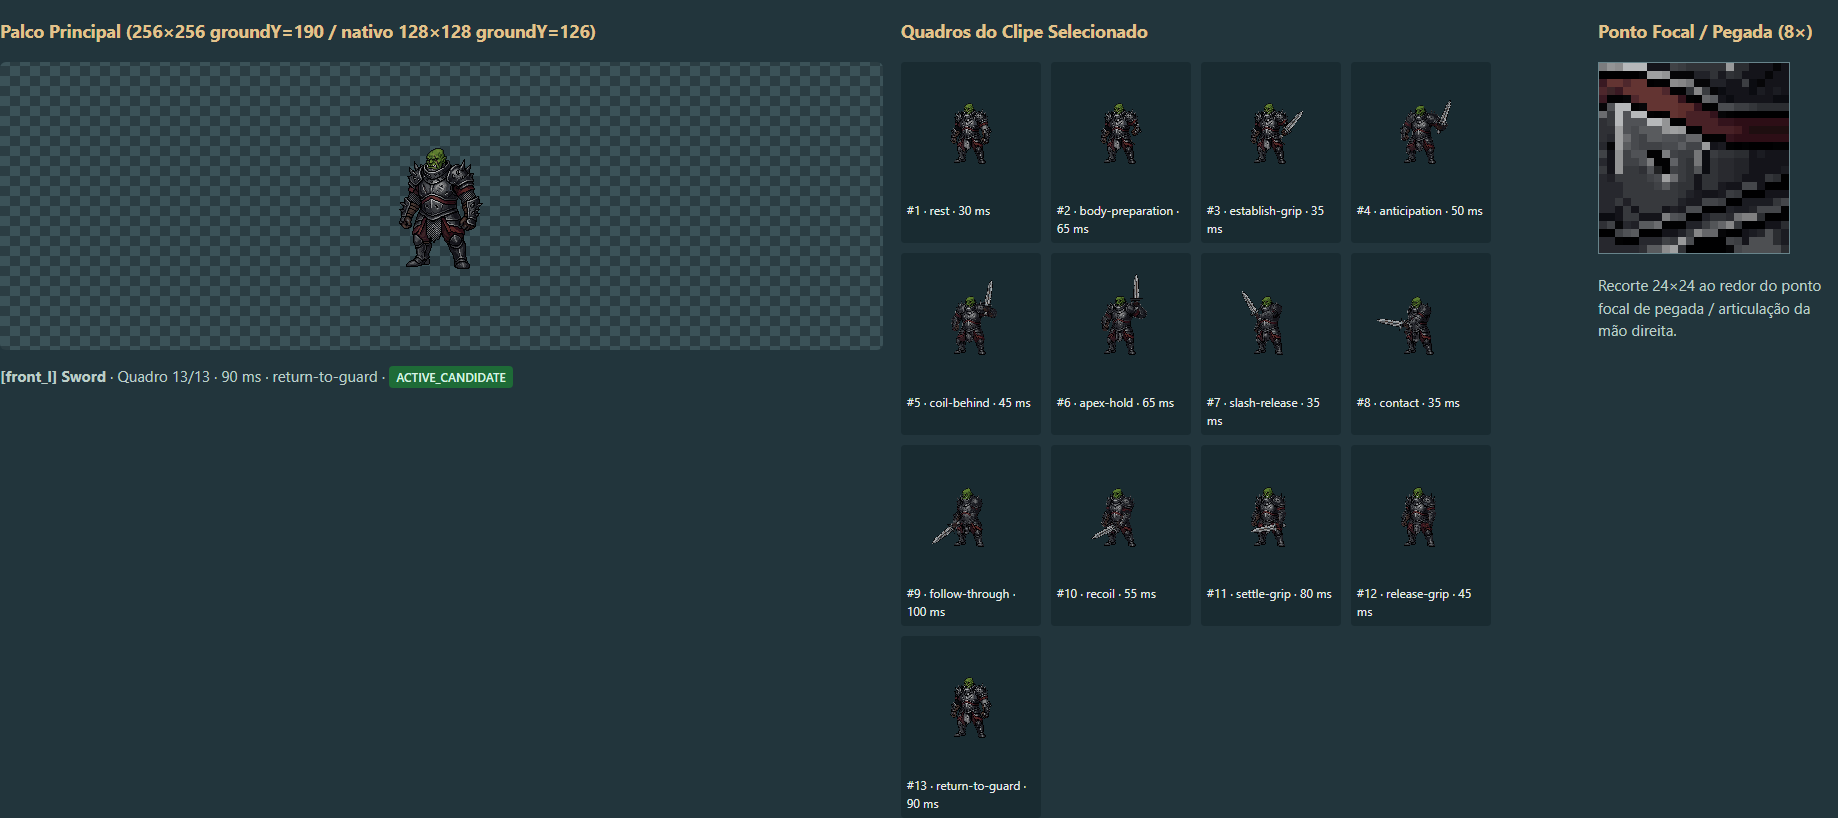 Palco Principal (256×256 groundY=190 / nativo 128×128 groundY=126)
[front_l] Sword · Quadro 13/13 · 90 ms · return-to-guard · ACTIVE_CANDIDATE
Quadros do Clipe Selecionado
#1 · rest · 30 ms
#2 · body-preparation ·
65 ms
#3 · establish-grip · 35
ms
#4 · anticipation · 50 ms
#5 · coil-behind · 45 ms
#6 · apex-hold · 65 ms
#7 · slash-release · 35
ms
#8 · contact · 35 ms
#9 · follow-through ·
100 ms
#10 · recoil · 55 ms
#11 · settle-grip · 80 ms
#12 · release-grip · 45
ms
#13 · return-to-guard ·
90 ms
Ponto Focal / Pegada (8×)
Recorte 24×24 ao redor do ponto
focal de pegada / articulação da
mão direita.